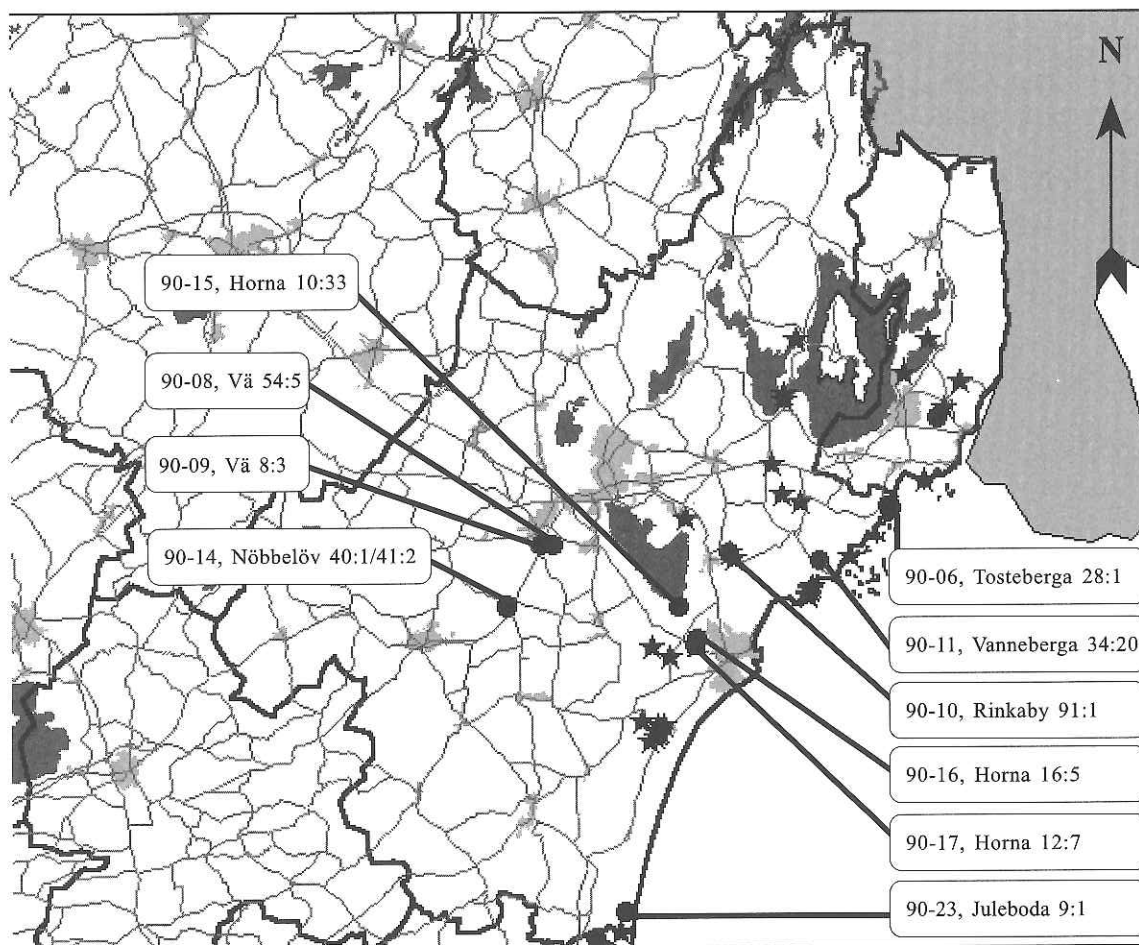 N
90-15, Horna 10:33
90-08, Vä 54:5
90-09, Vä 8:3
90-14, Nöbbelöv 40:1/41:2
90-06, Tosteberga 28:1
90-11, Vanneberga 34:20
90-10, Rinkaby 91:1
90-16, Horna 16:5
90-17, Horna 12:7
90-23, Juleboda 9:1